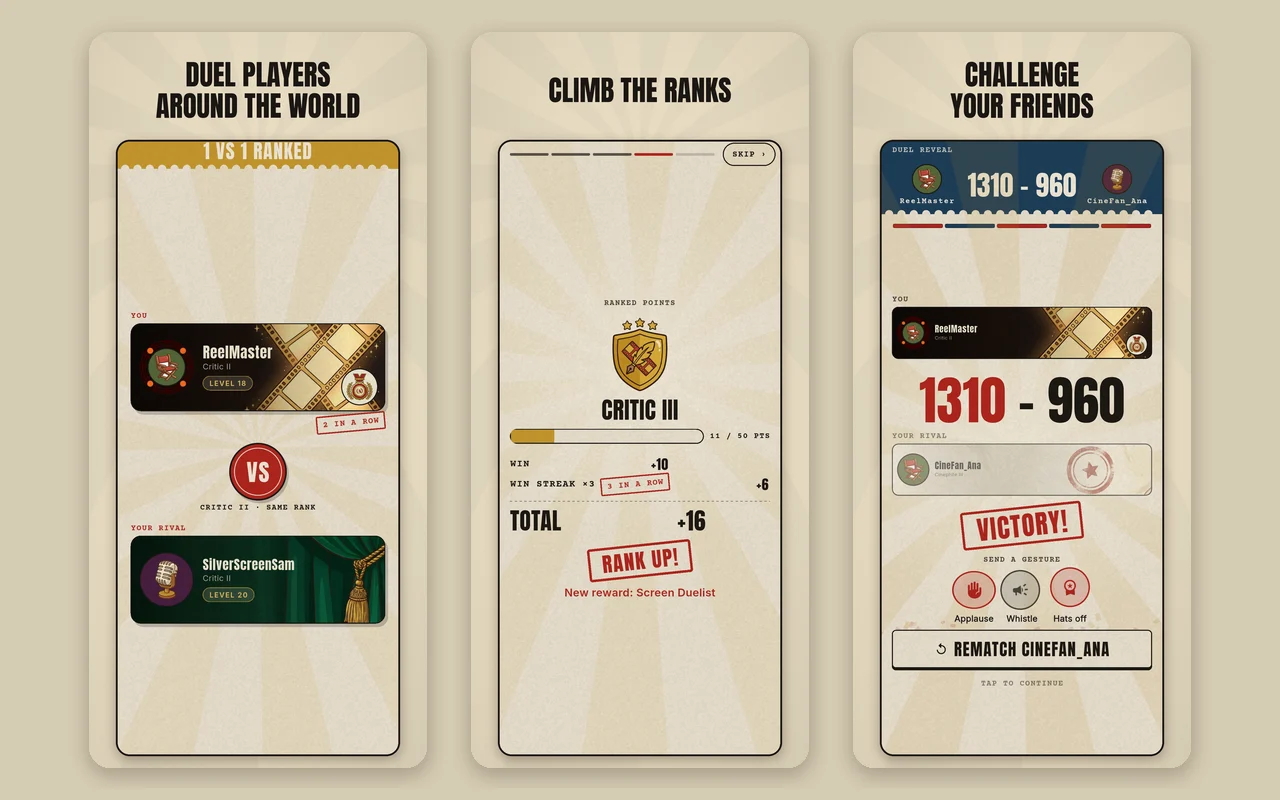 DUEL PLAYERS
AROUND THE WORLD
1 VS 1 RANKED
YOU
ReelMaster
Critic II
LEVEL 18
2 IN A ROW
VS
CRITIC II · SAME RANK
YOUR RIVAL
SilverScreenSam
Critic II
LEVEL 20
CLIMB THE RANKS
SKIP ›
RANKED POINTS
CRITIC III
11 / 50 PTS
WIN +10
WIN STREAK ×3 3 IN A ROW +6
TOTAL +16
RANK UP!
New reward: Screen Duelist
CHALLENGE
YOUR FRIENDS
DUEL REVEAL
1310 - 960
ReelMaster CineFan_Ana
YOU
ReelMaster
Critic II
1310 - 960
YOUR RIVAL
CineFan_Ana
VICTORY!
SEND A GESTURE
Applause Whistle Hats off
REMATCH CINEFAN_ANA
TAP TO CONTINUE